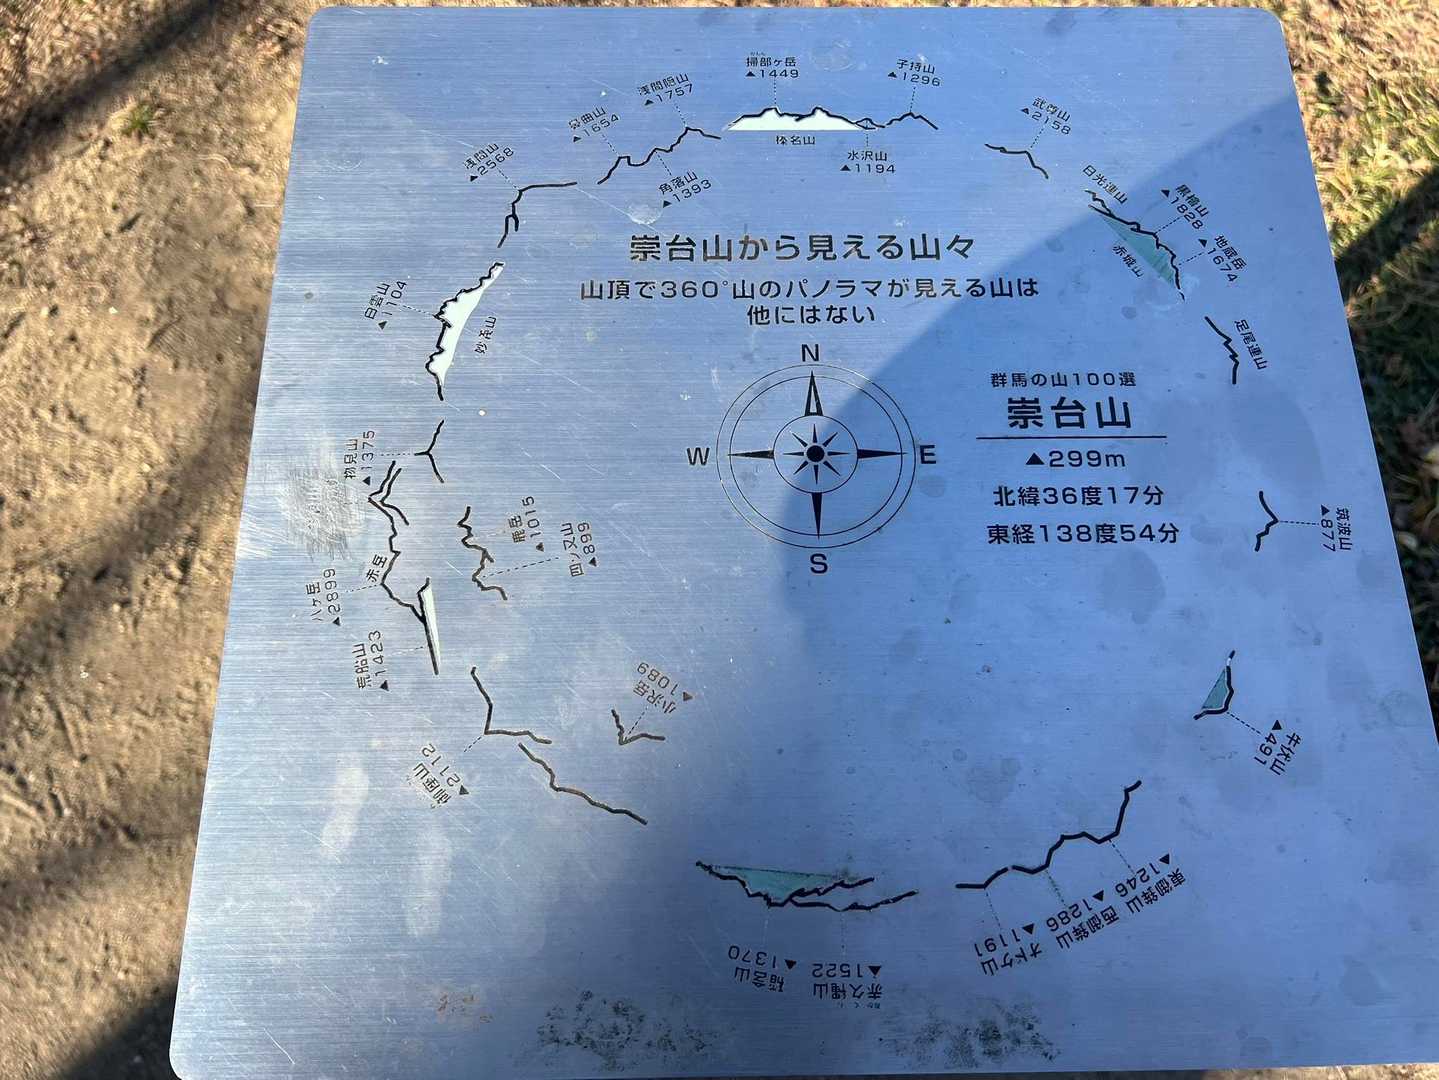 崇台山から見える山々
山頂で360°山のパノラマが見える山は
他にはない
群馬の山100選
崇台山
▲299m
北緯36度17分
東経138度54分
N
W
E
S
掃部ヶ岳
▲1449
榛名山
子持山
▲1296
水沢山
▲1194
武尊山
▲2158
日光連山
黒檜山
▲1828
地蔵岳
▲1674
赤城山
足尾連山
筑波山
▲877
牛伏山
▲491
東御鉾山
▲1246
西御鉾山
▲1286
オドケ山
▲1191
赤久縄山
▲1522
稲含山
▲1370
小沢岳
▲1089
御座山
▲2112
荒船山
▲1423
八ヶ岳
▲2899
赤岳
四ツ又山
▲899
鹿岳
▲1015
物見山
▲1375
妙義山
白雲山
▲1104
浅間山
▲2568
鼻曲山
▲1654
角落山
▲1393
浅間隠山
▲1757